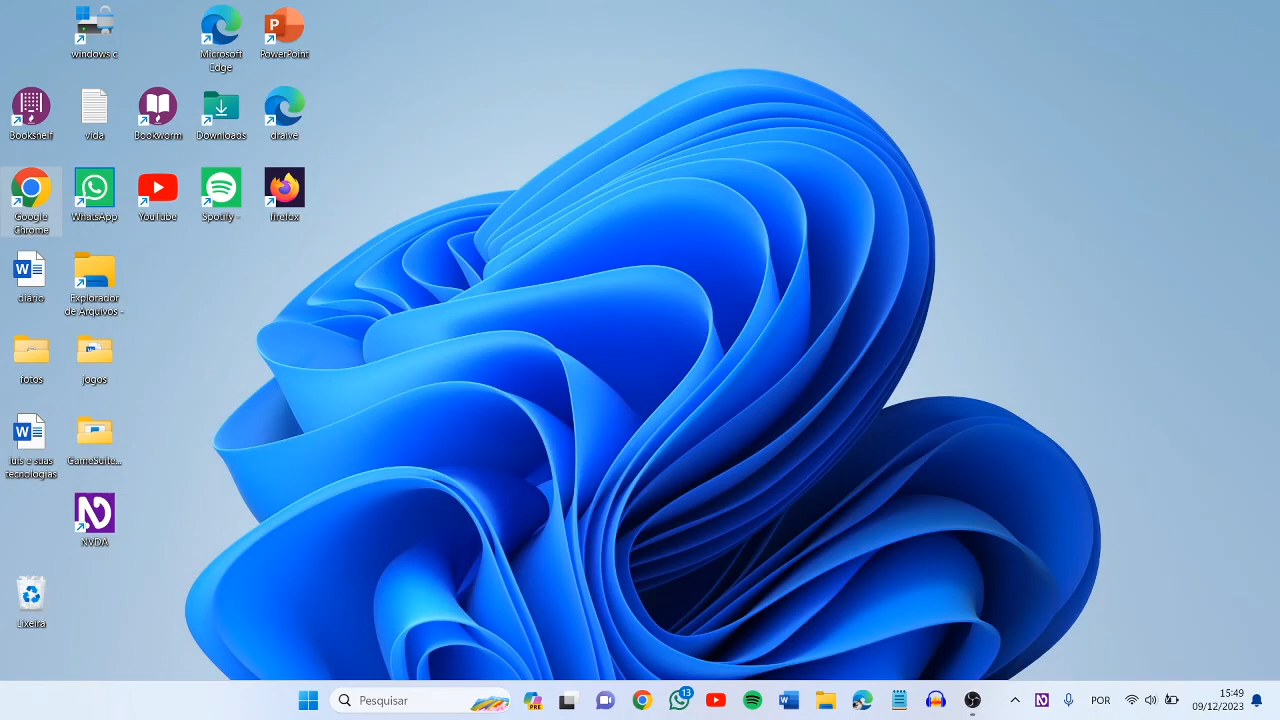 windows c
Microsoft
Edge
PowerPoint
Bookshelf
vida
Bookworm
Downloads
draive
Google
Chrome
WhatsApp
YouTube
Spotify -
firefox
diario
Explorador
de Arquivos -
fotos
jogos
luis e suas
tecnologias
GameSuite...
NVDA
Lixeira
Pesquisar
PRE
13
POR
15:49
09/12/2023